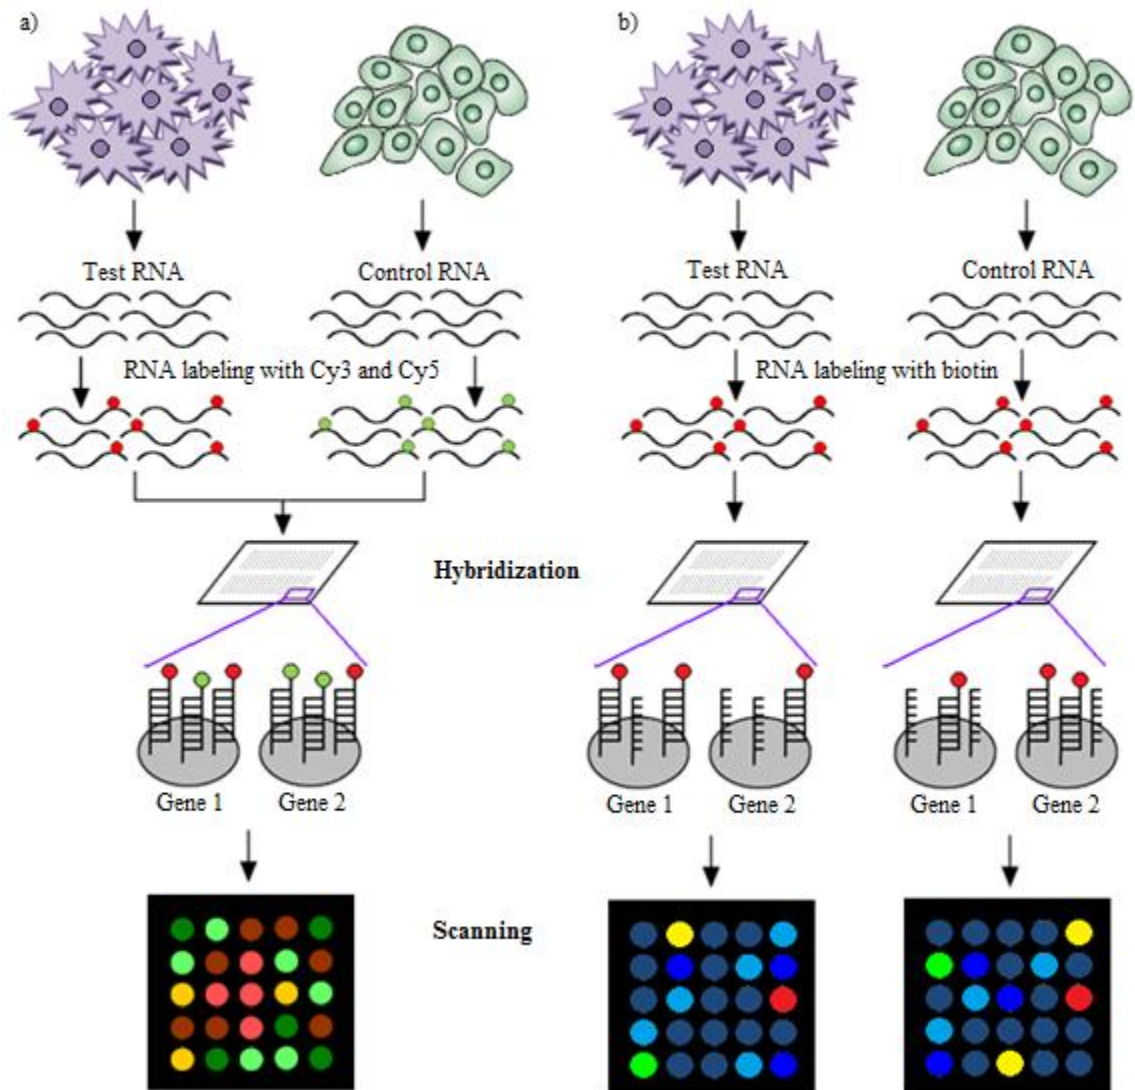 a)
b)
Test RNA
Control RNA
Test RNA
Control RNA
RNA labeling with Cy3 and Cy5
RNA labeling with biotin
Hybridization
Gene 1
Gene 2
Gene 1
Gene 2
Gene 1
Gene 2
Scanning